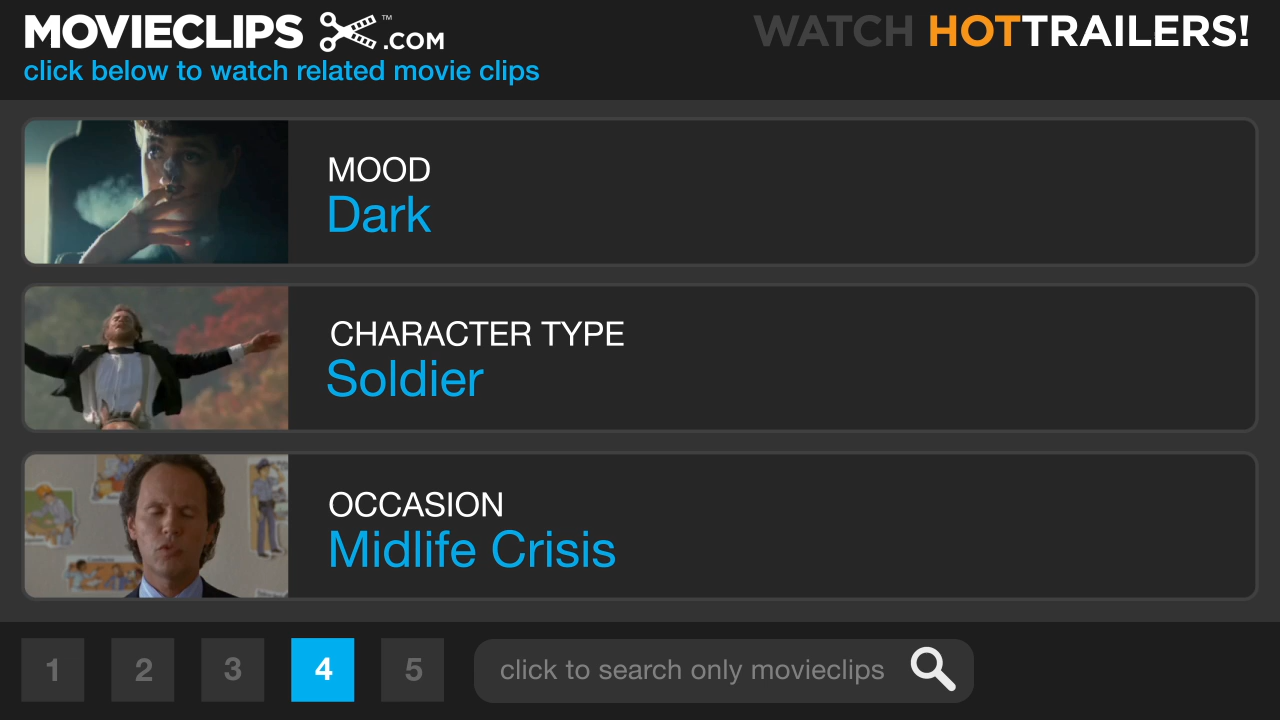 MOVIECLIPS ™ .COM
WATCH HOTTRAILERS!
click below to watch related movie clips
MOOD
Dark
CHARACTER TYPE
Soldier
OCCASION
Midlife Crisis
1 2 3 4 5 click to search only movieclips